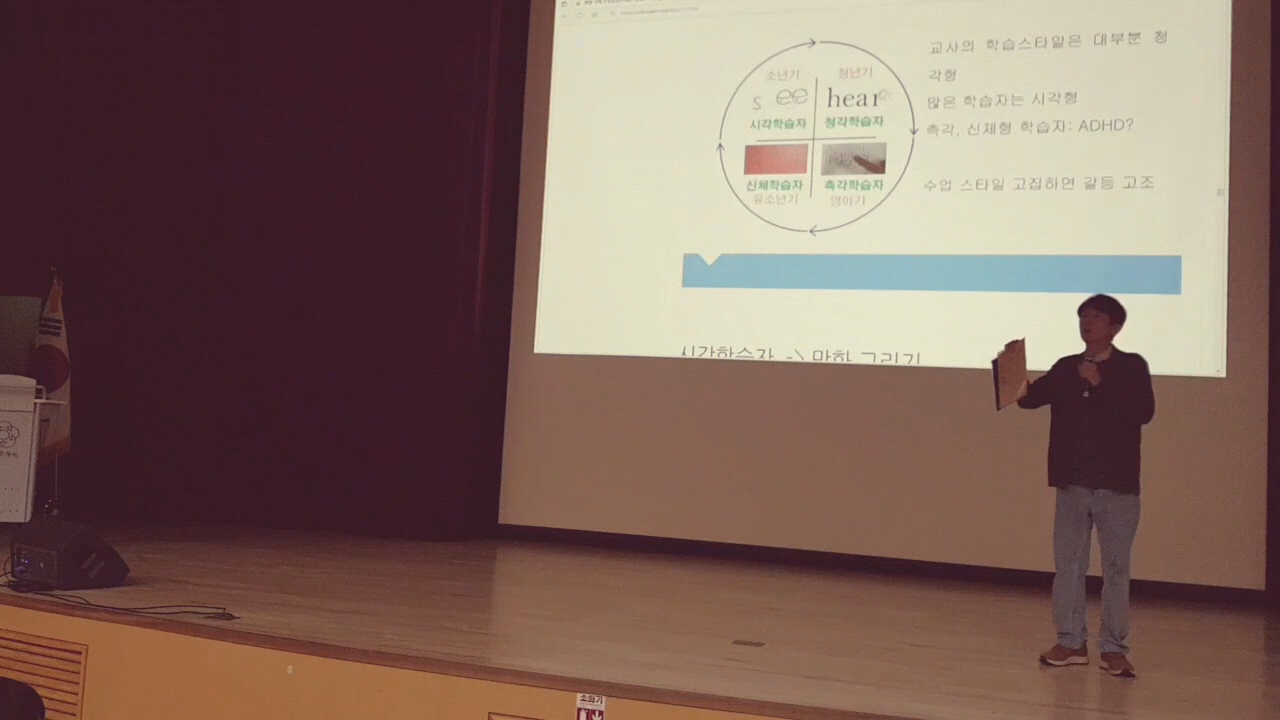 교사의 학습스타일은 대부분 청
각형
많은 학습자는 시각형
촉각, 신체형 학습자: ADHD?
수업 스타일 고집하면 갈등 고조
소년기
청년기
s ee
hear
시각학습자
청각학습자
신체학습자
촉각학습자
유소년기
영아기
시각학습자 -> 만화 그리기
소화기